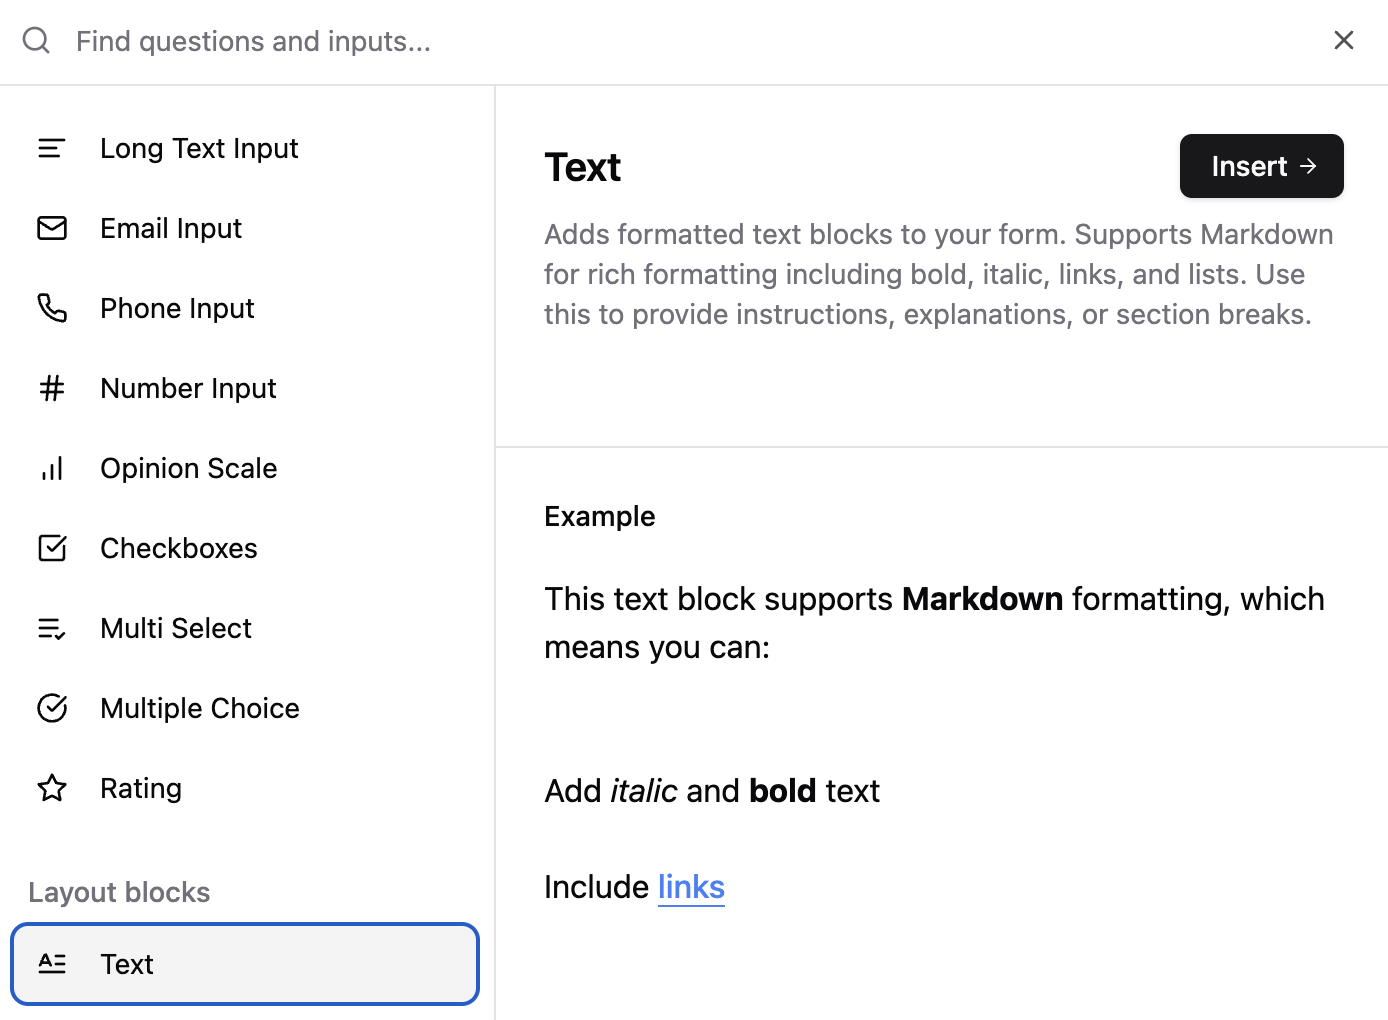 Find questions and inputs...
Long Text Input
Email Input
Phone Input
Number Input
Opinion Scale
Checkboxes
Multi Select
Multiple Choice
Rating
Layout blocks
Text
Text
Insert →
Adds formatted text blocks to your form. Supports Markdown
for rich formatting including bold, italic, links, and lists. Use
this to provide instructions, explanations, or section breaks.
Example
This text block supports Markdown formatting, which
means you can:
Add italic and bold text
Include links